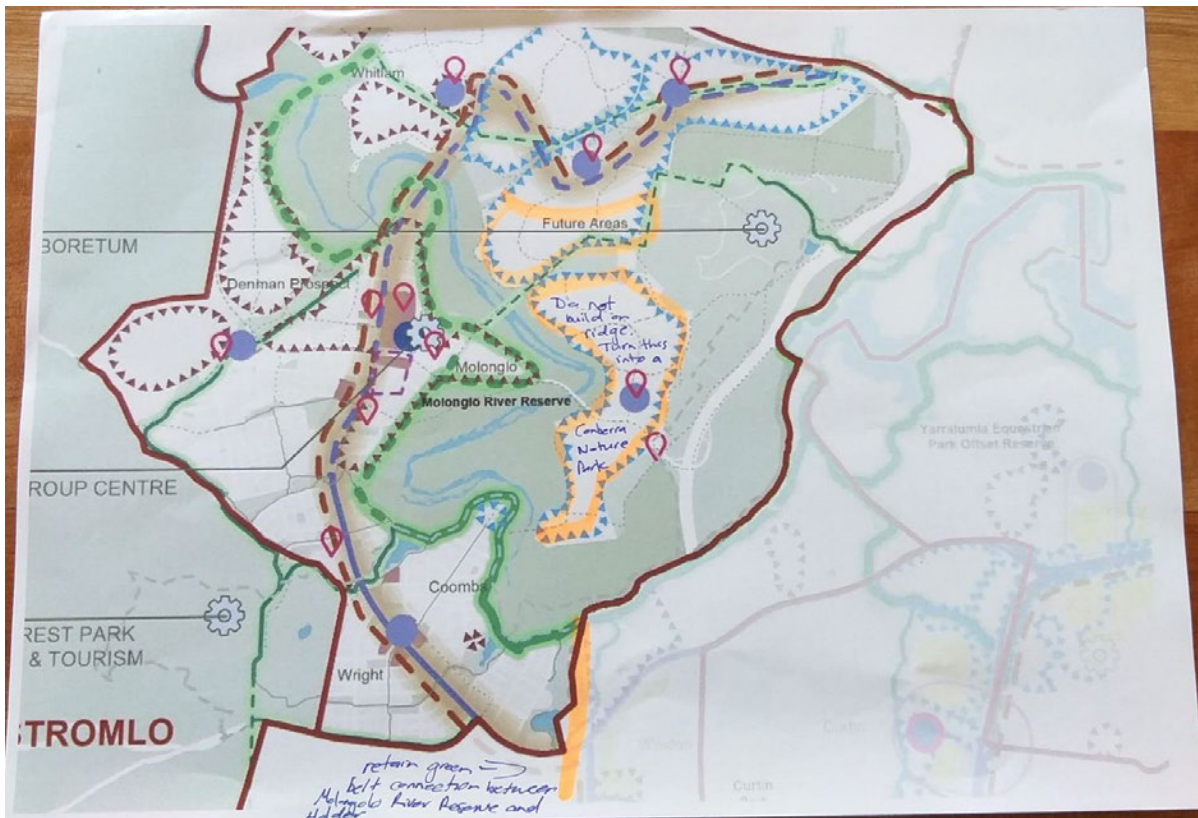 Whitlam
BORETUM
Future Areas
Denman Prospect
Do not
build on
ridge.
Turn this
into a
Molonglo
Molonglo River Reserve
Canberra
Nature
Park
Yarralumla Equestrian
Park Offset Reserve
ROUP CENTRE
Coombs
REST PARK
& TOURISM
Wright
STROMLO
Curtin
Curtin
retain green →
belt connection between
Molonglo River Reserve and
Holder